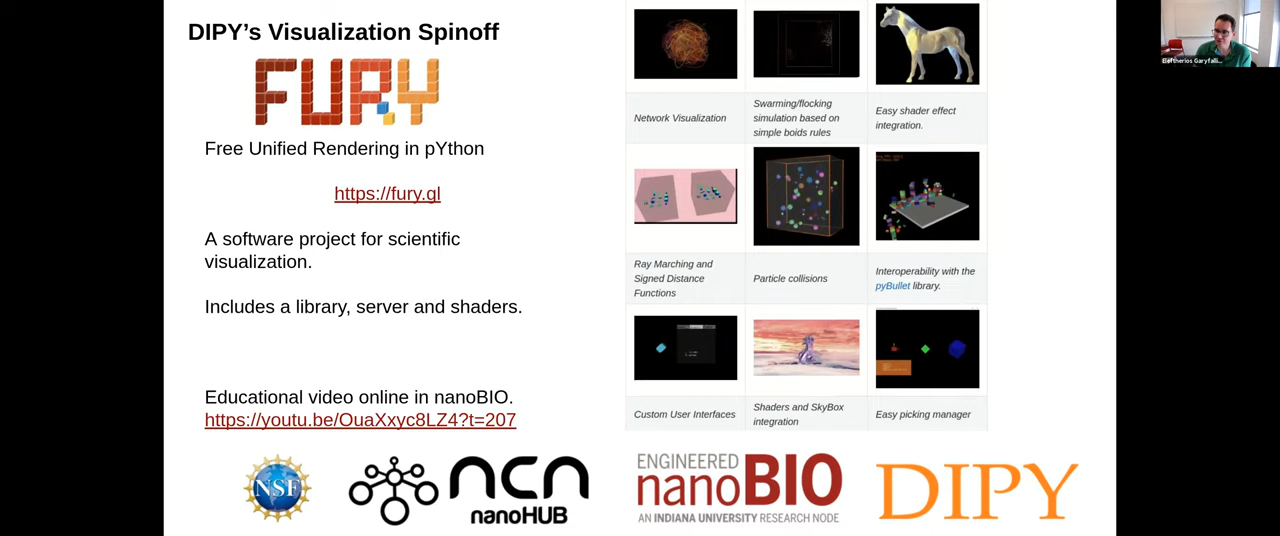 DIPY’s Visualization Spinoff
FURY
Free Unified Rendering in pYthon
https://fury.gl
A software project for scientific
visualization.
Includes a library, server and shaders.
Educational video online in nanoBIO.
https://youtu.be/OuaXxyc8LZ4?t=207
Network Visualization
Swarming/flocking
simulation based on
simple boids rules
Easy shader effect
integration.
Ray Marching and
Signed Distance
Functions
Particle collisions
Interoperability with the
pyBullet library.
Custom User Interfaces
Shaders and SkyBox
integration
Easy picking manager
NSF
ncn
nanoHUB
ENGINEERED
nanoBIO
AN INDIANA UNIVERSITY RESEARCH NODE
DIPY
Eleftherios Garyfalli...